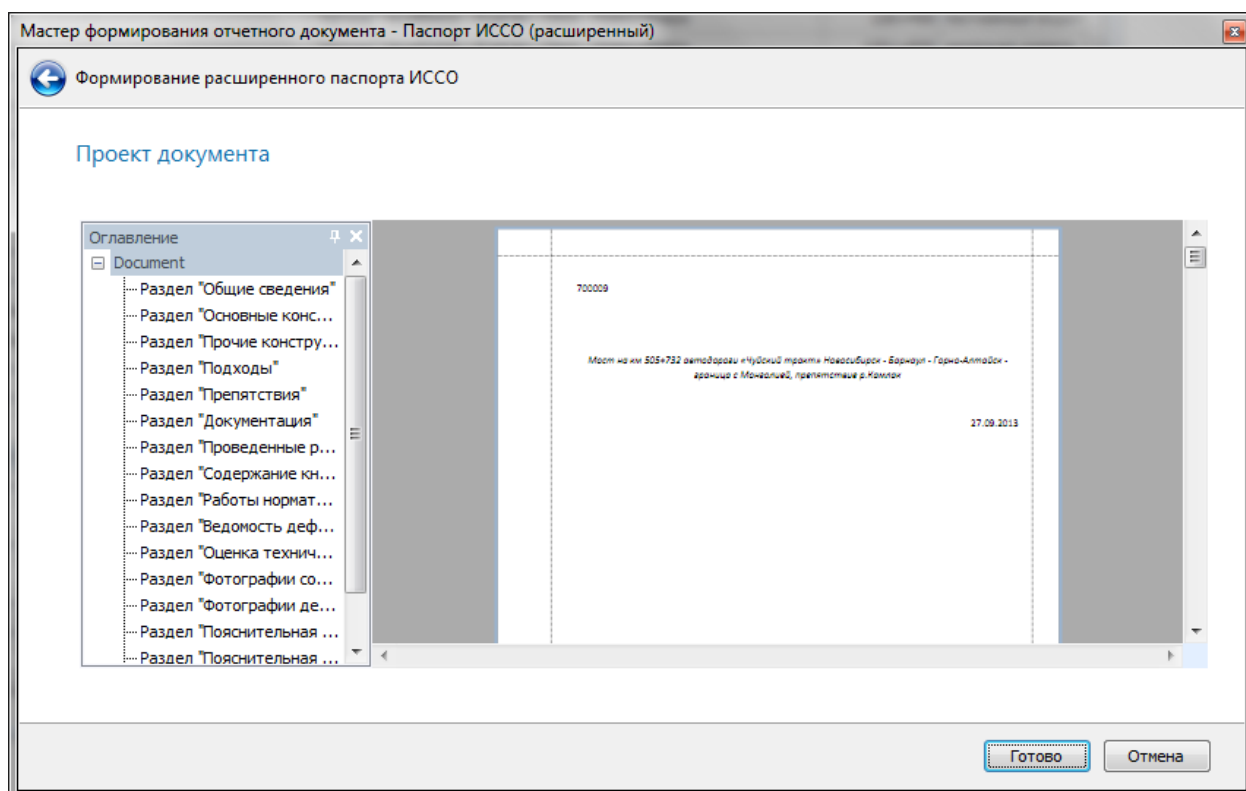 Мастер формирования отчетного документа - Паспорт ИССО (расширенный)
Формирование расширенного паспорта ИССО
Проект документа
Оглавление
Document
Раздел "Общие сведения"
Раздел "Основные конс...
Раздел "Прочие констру...
Раздел "Подходы"
Раздел "Препятствия"
Раздел "Документация"
Раздел "Проведенные р...
Раздел "Содержание кн...
Раздел "Работы нормат...
Раздел "Ведомость деф...
Раздел "Оценка технич...
Раздел "Фотографии со...
Раздел "Фотографии де...
Раздел "Пояснительная ...
Раздел "Пояснительная ...
700009
Мост на км 505+732 автодороги «Чуйский тракт» Новосибирск - Барнаул - Горно-Алтайск -
граница с Монголией, препятствие р.Камлак
27.09.2013
Готово
Отмена